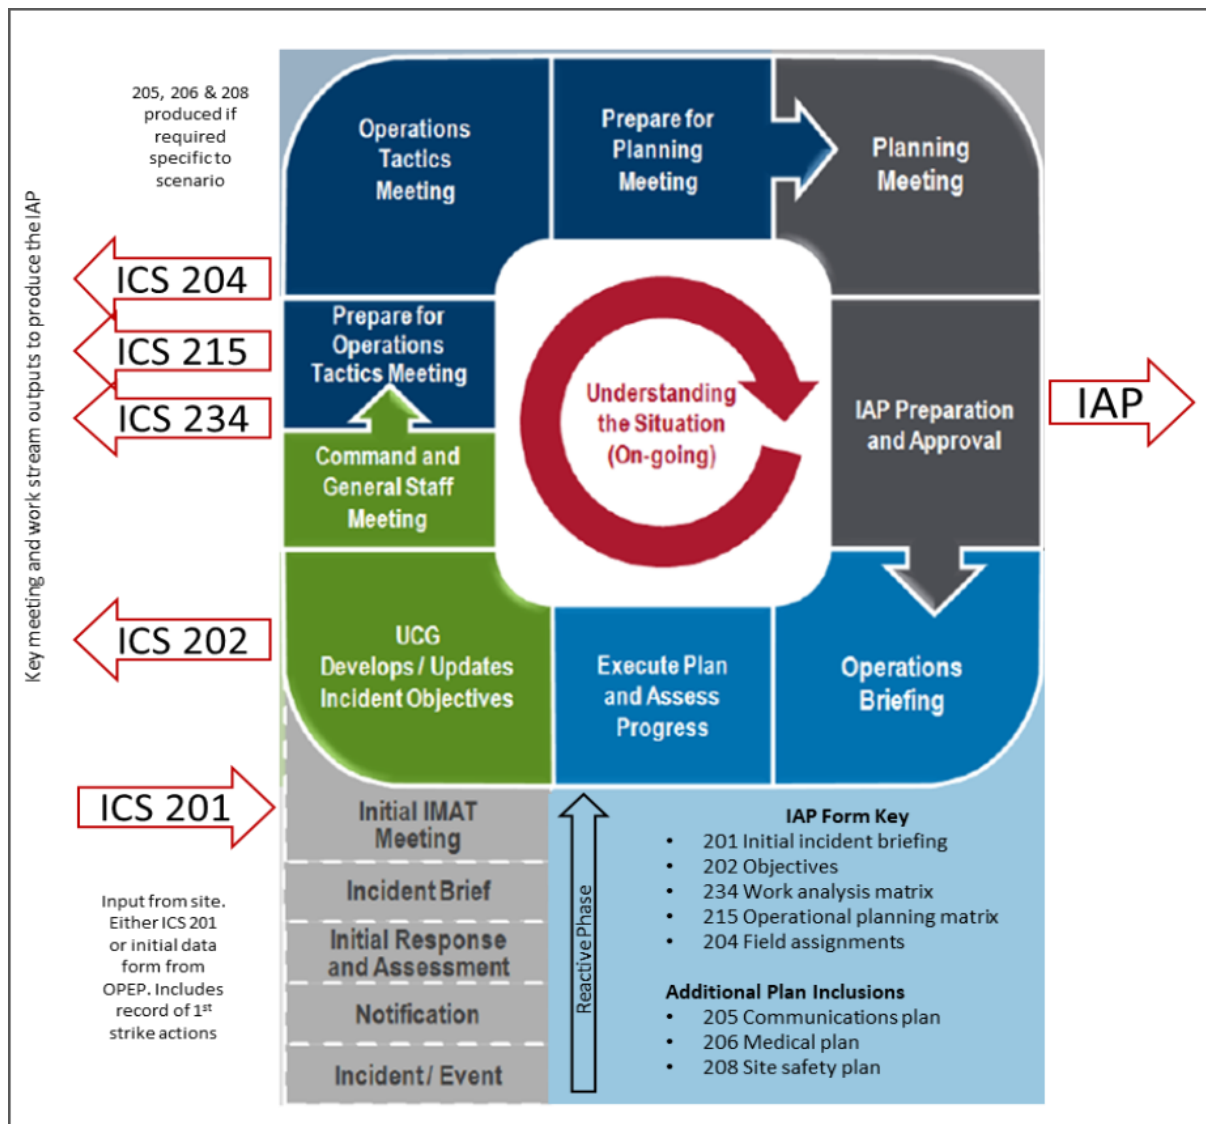 205, 206 & 208
produced if
required
specific to
scenario
Key meeting and work stream outputs to produce the IAP
ICS 204
ICS 215
ICS 234
ICS 202
ICS 201
Input from site.
Either ICS 201
or initial data
form from
OPEP. Includes
record of 1st
strike actions
Operations
Tactics
Meeting
Prepare for
Planning
Meeting
Planning
Meeting
Prepare for
Operations
Tactics Meeting
Command and
General Staff
Meeting
Understanding
the Situation
(On-going)
IAP Preparation
and Approval
IAP
UCG
Develops / Updates
Incident Objectives
Execute Plan
and Assess
Progress
Operations
Briefing
Initial IMAT
Meeting
Incident Brief
Initial Response
and Assessment
Notification
Incident / Event
Reactive Phase
IAP Form Key
• 201 Initial incident briefing
• 202 Objectives
• 234 Work analysis matrix
• 215 Operational planning matrix
• 204 Field assignments
Additional Plan Inclusions
• 205 Communications plan
• 206 Medical plan
• 208 Site safety plan